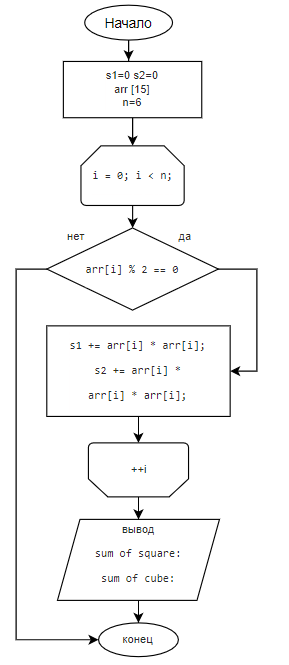 Начало
s1=0 s2=0
arr [15]
n=6
i = 0; i < n;
нет
да
arr[i] % 2 == 0
s1 += arr[i] * arr[i];
s2 += arr[i] *
arr[i] * arr[i];
++i
вывод
sum of square:
sum of cube:
конец